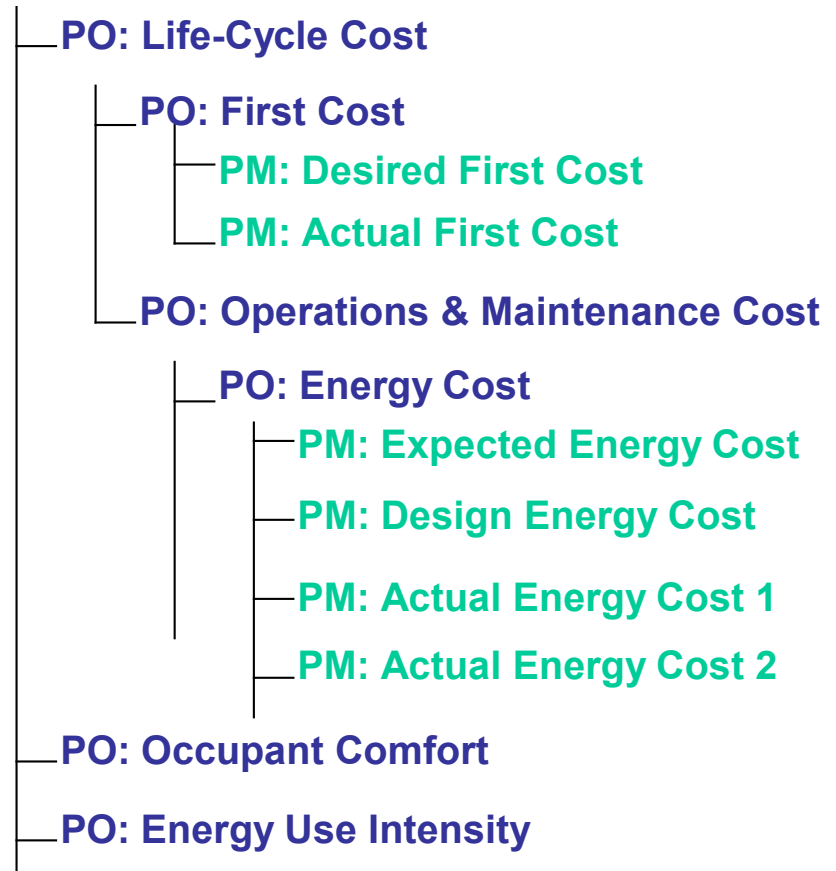 PO: Life-Cycle Cost
PO: First Cost
PM: Desired First Cost
PM: Actual First Cost
PO: Operations & Maintenance Cost
PO: Energy Cost
PM: Expected Energy Cost
PM: Design Energy Cost
PM: Actual Energy Cost 1
PM: Actual Energy Cost 2
PO: Occupant Comfort
PO: Energy Use Intensity